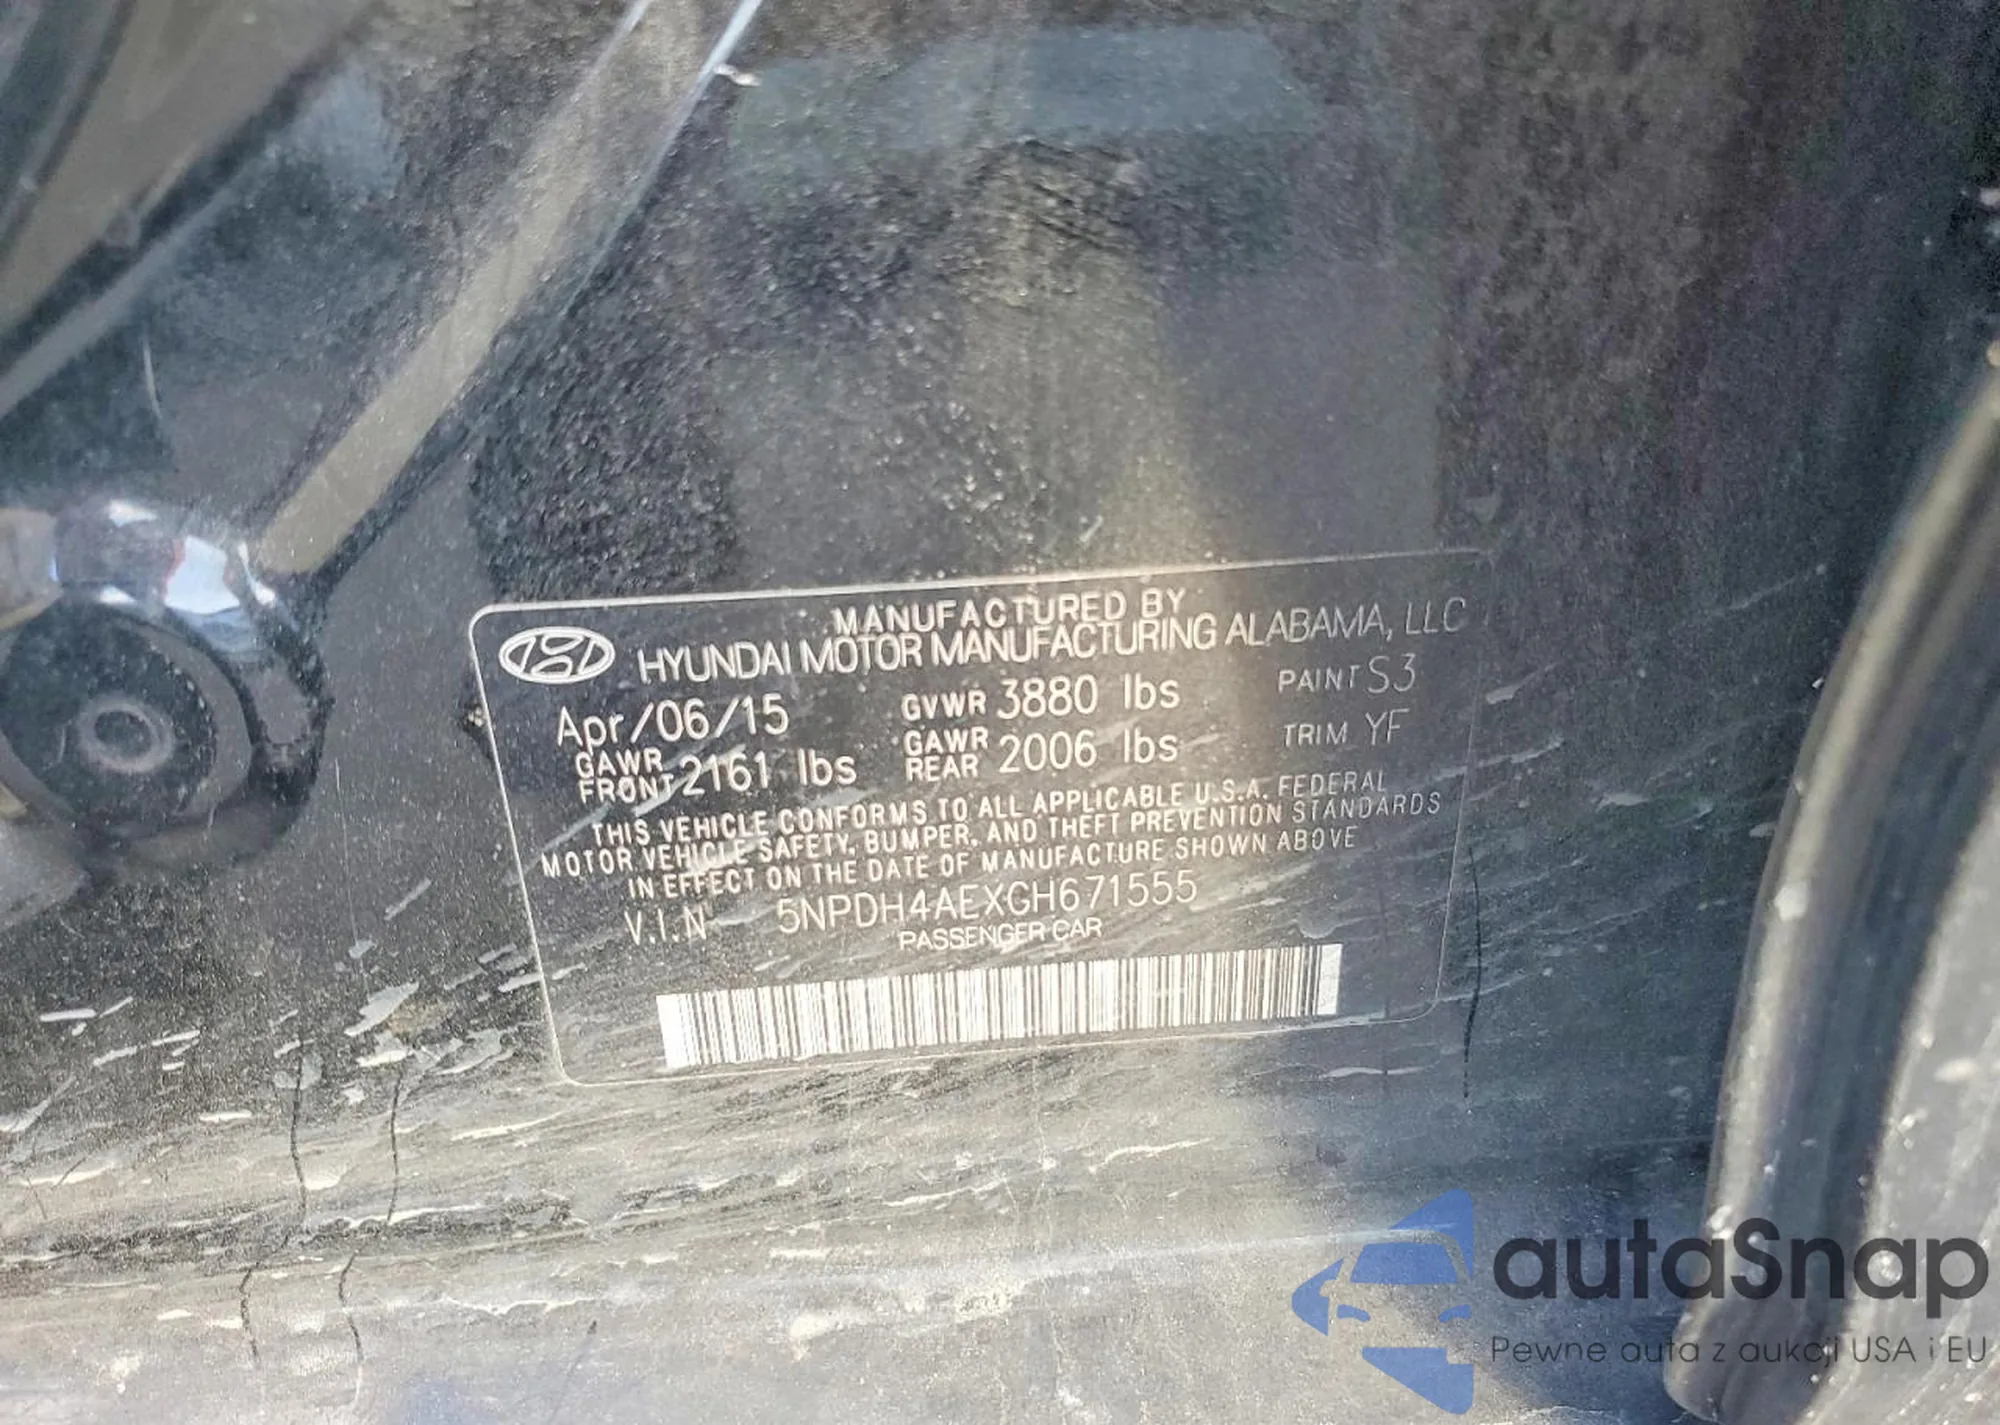 MANUFACTURED BY
HYUNDAI MOTOR MANUFACTURING ALABAMA, LLC
Apr/06/15 GVWR 3880 lbs PAINT S3
GAWR FRONT 2161 lbs GAWR REAR 2006 lbs TRIM YF
THIS VEHICLE CONFORMS TO ALL APPLICABLE U.S.A. FEDERAL
MOTOR VEHICLE SAFETY, BUMPER, AND THEFT PREVENTION STANDARDS
IN EFFECT ON THE DATE OF MANUFACTURE SHOWN ABOVE
V.I.N 5NPDH4AEXGH671555
PASSENGER CAR
autaSnap
Pewne auta z aukcji USA i EU